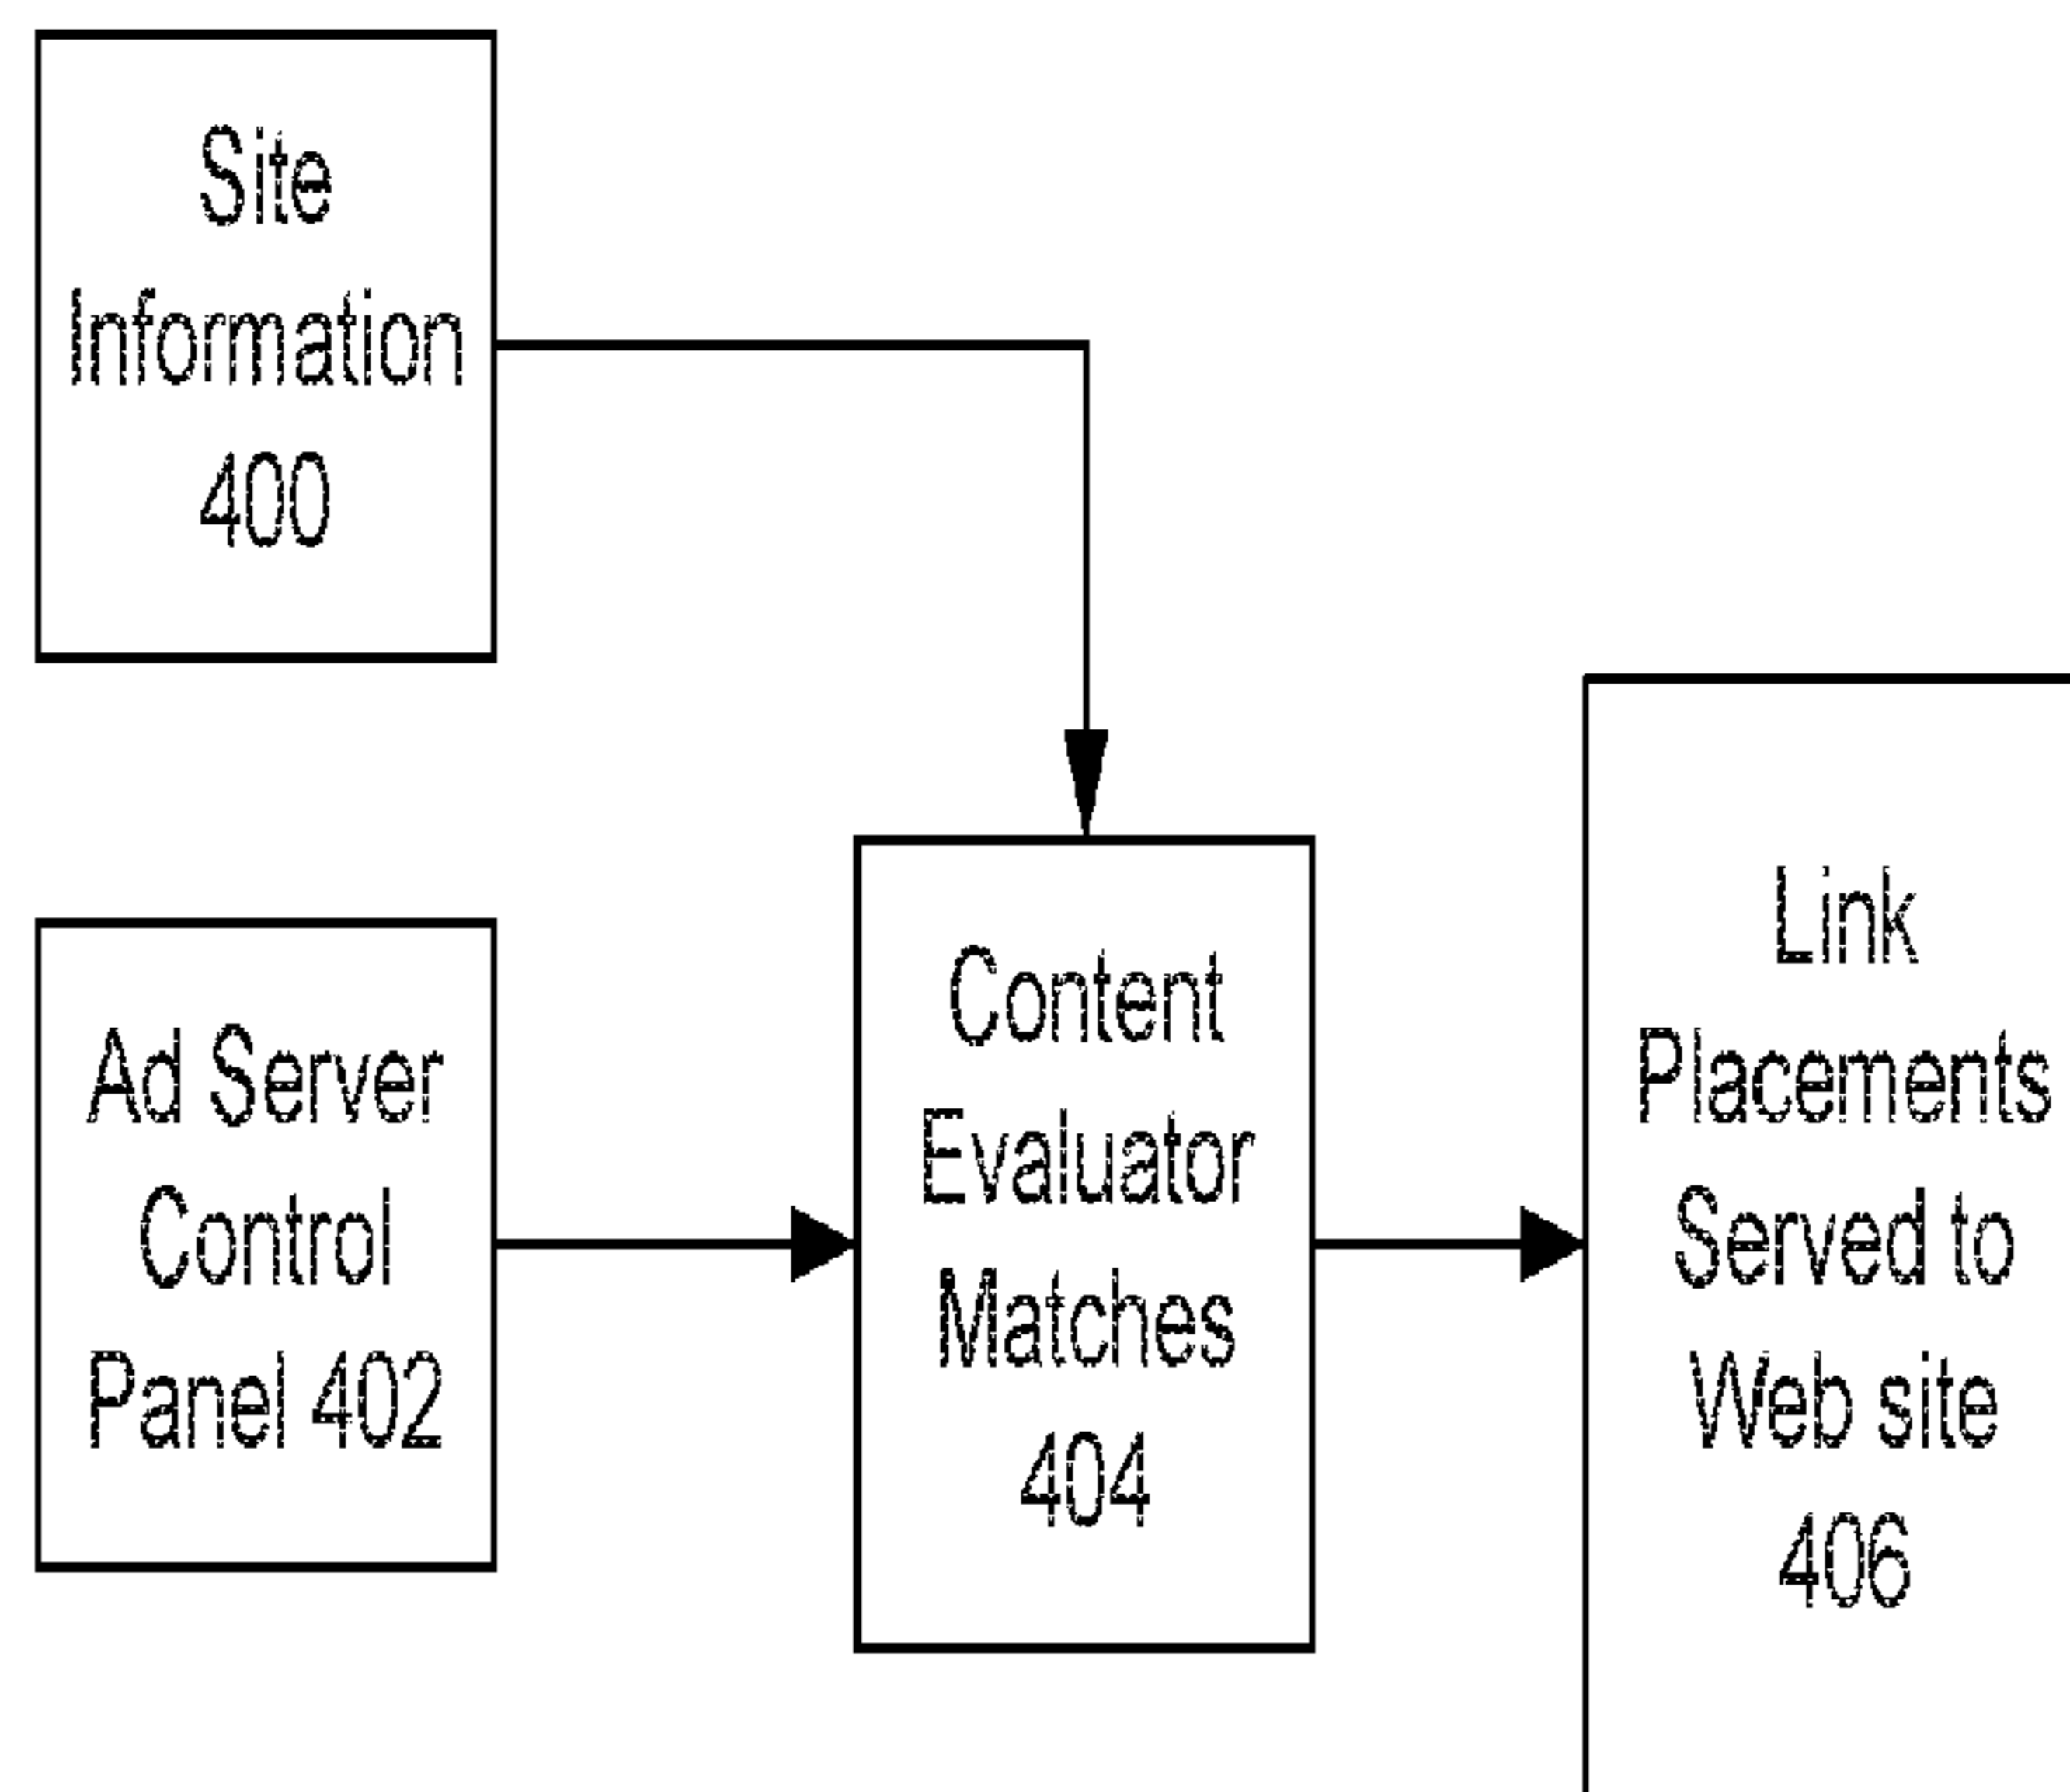 Site
Information
400
Ad Server
Control
Panel 402
Content
Evaluator
Matches
404
Link
Placements
Served to
Web site
406